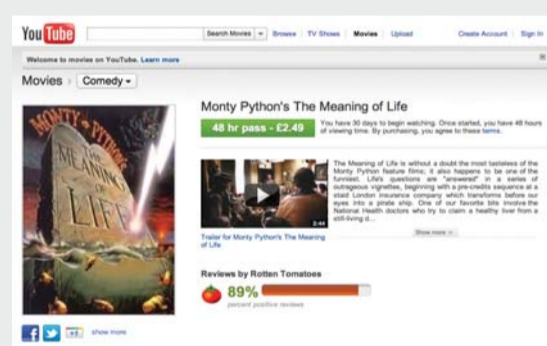 YouTube Search Movies Browse TV Shows Movies Upload Create Account Sign In
Welcome to movies on YouTube. Learn more
Movies › Comedy
MONTY PYTHON'S
THE
MEANING
OF
LIFE
Monty Python's The Meaning of Life
48 hr pass - £2.49
You have 30 days to begin watching. Once started, you have 48 hours
of viewing time. By purchasing, you agree to these terms.
3:44
Trailer for Monty Python's The Meaning
of Life
The Meaning of Life is without a doubt the most tasteless of the
Monty Python feature films; it also happens to be one of the
funniest. Life's questions are "answered" in a series of
outrageous vignettes, beginning with a pre-credits sequence at a
staid London insurance company which transforms before our
eyes into a pirate ship. One of our favorite bits involve the
National Health doctors who try to claim a healthy liver from a
still-living d...
Show more
Reviews by Rotten Tomatoes
89%
percent positive reviews
show more